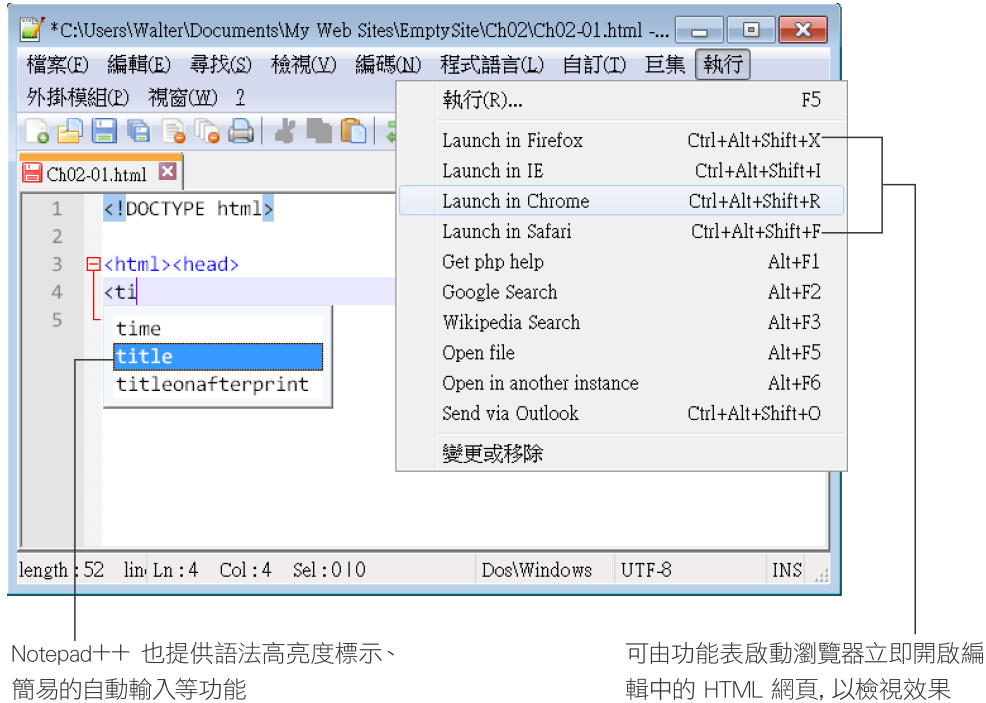 *C:\Users\Walter\Documents\My Web Sites\EmptySite\Ch02\Ch02-01.html -...
檔案(F) 編輯(E) 尋找(S) 檢視(V) 編碼(N) 程式語言(L) 自訂(T) 巨集 執行
外掛模組(P) 視窗(W) ?
執行(R)... F5
Launch in Firefox Ctrl+Alt+Shift+X
Launch in IE Ctrl+Alt+Shift+I
Launch in Chrome Ctrl+Alt+Shift+R
Launch in Safari Ctrl+Alt+Shift+F
Get php help Alt+F1
Google Search Alt+F2
Wikipedia Search Alt+F3
Open file Alt+F5
Open in another instance Alt+F6
Send via Outlook Ctrl+Alt+Shift+O
變更或移除
Ch02-01.html
1 <!DOCTYPE html>
2
3 <html><head>
4 <ti
5
time
title
titleonafterprint
length : 52 lin Ln : 4 Col : 4 Sel : 0 | 0 Dos\Windows UTF-8 INS
Notepad++ 也提供語法高亮度標示、
簡易的自動輸入等功能
可由功能表啟動瀏覽器立即開啟編
輯中的 HTML 網頁, 以檢視效果